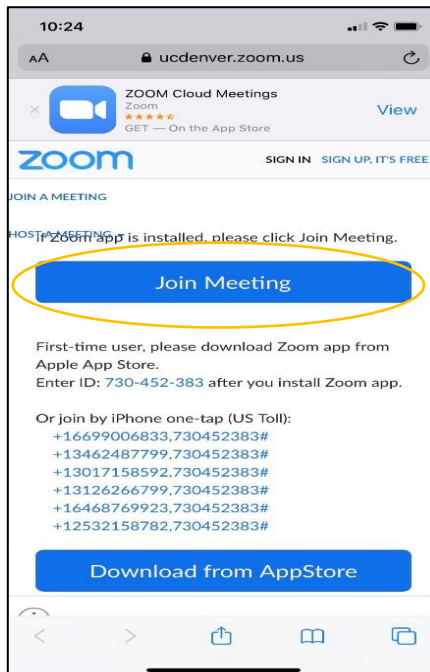 10:24
AA ucdenver.zoom.us
ZOOM Cloud Meetings
Zoom
GET — On the App Store
View
zoom SIGN IN SIGN UP, IT'S FREE
JOIN A MEETING
HOST A MEETING
If Zoom app is installed, please click Join Meeting.
Join Meeting
First-time user, please download Zoom app from
Apple App Store.
Enter ID: 730-452-383 after you install Zoom app.
Or join by iPhone one-tap (US Toll):
+16699006833,730452383#
+13462487799,730452383#
+13017158592,730452383#
+13126266799,730452383#
+16468769923,730452383#
+12532158782,730452383#
Download from AppStore